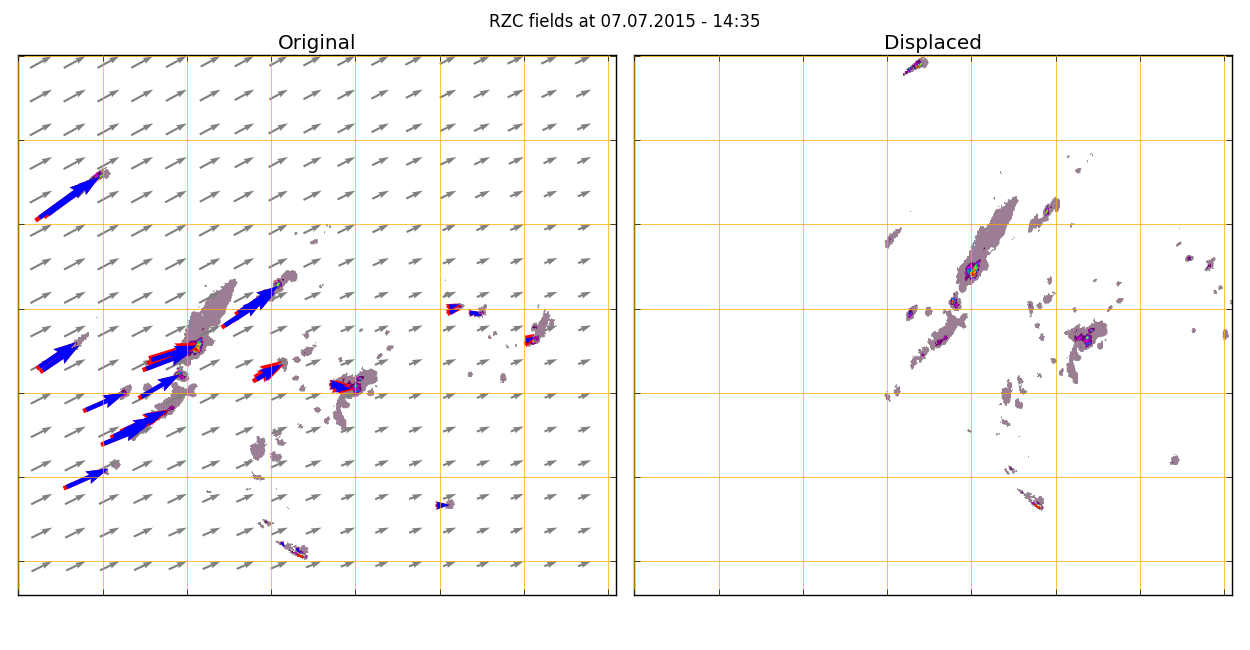 RZC fields at 07.07.2015 - 14:35
Original
Displaced